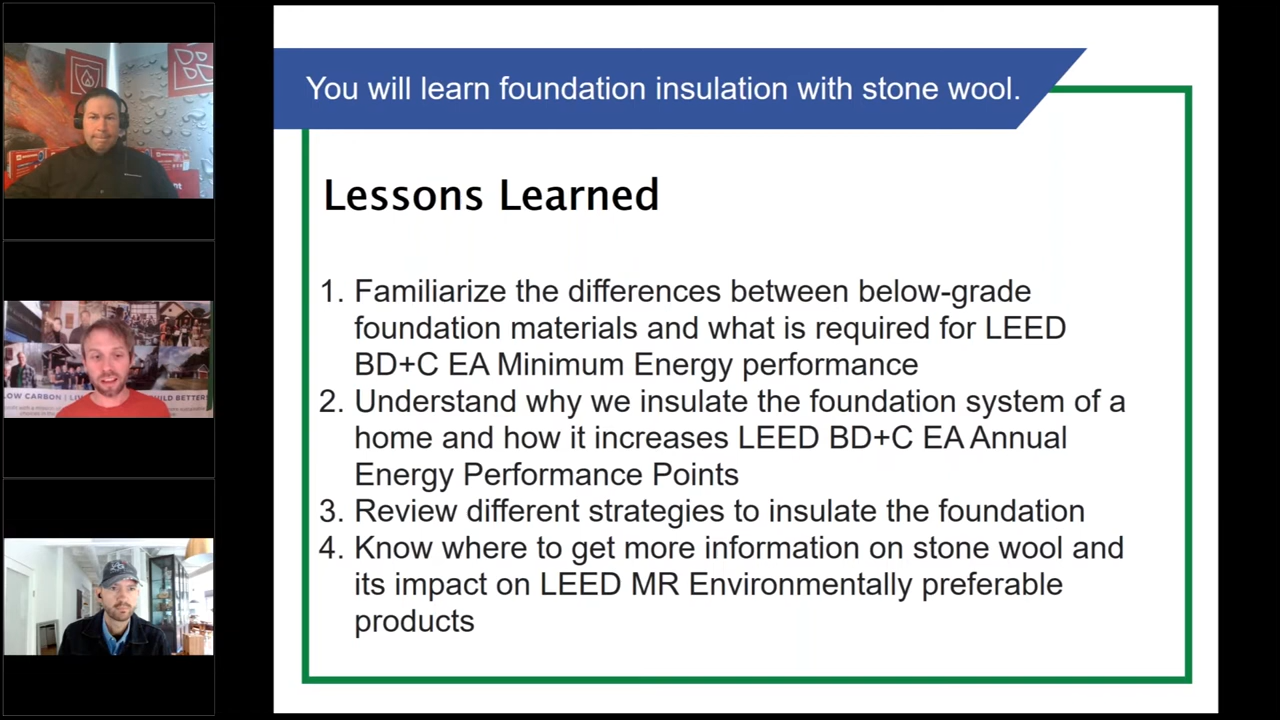 You will learn foundation insulation with stone wool.
Lessons Learned
1. Familiarize the differences between below-grade
foundation materials and what is required for LEED
BD+C EA Minimum Energy performance
2. Understand why we insulate the foundation system of a
home and how it increases LEED BD+C EA Annual
Energy Performance Points
3. Review different strategies to insulate the foundation
4. Know where to get more information on stone wool and
its impact on LEED MR Environmentally preferable
products
LOW CARBON